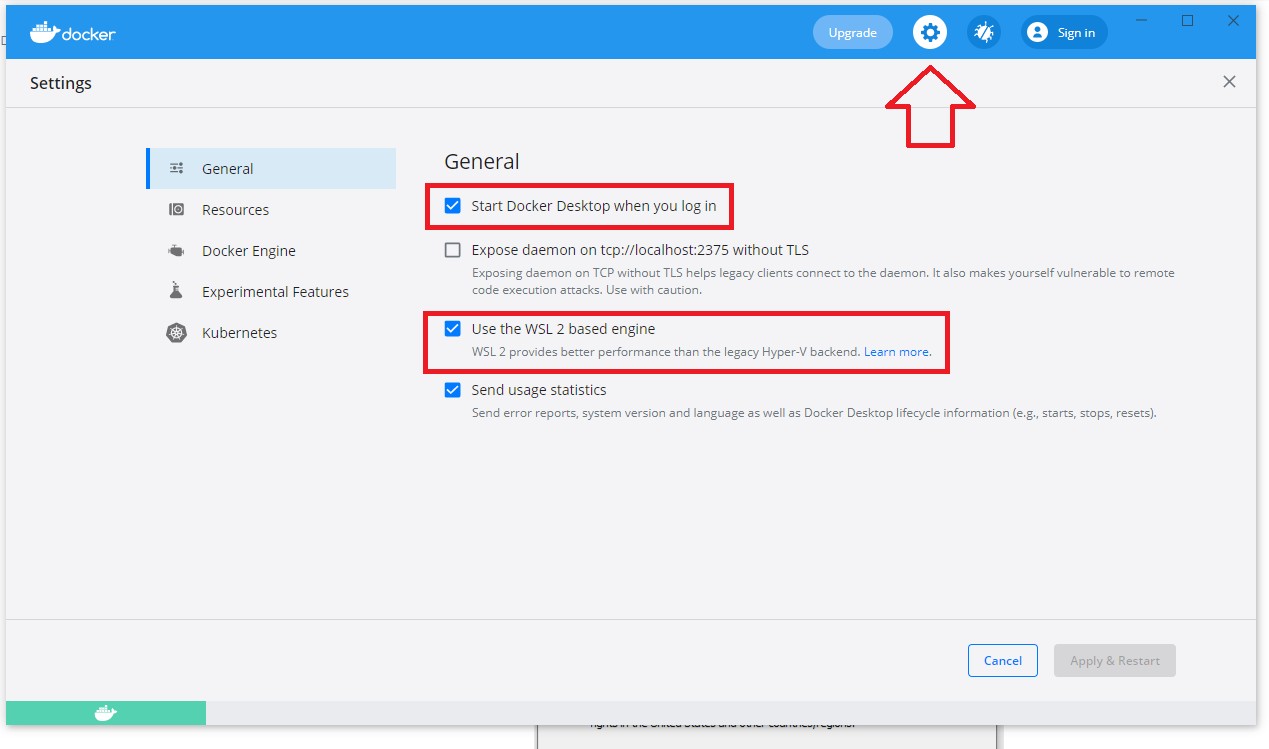 docker
Upgrade
Sign in
Settings
General
Resources
Docker Engine
Experimental Features
Kubernetes
General
Start Docker Desktop when you log in
Expose daemon on tcp://localhost:2375 without TLS
Exposing daemon on TCP without TLS helps legacy clients connect to the daemon. It also makes yourself vulnerable to remote
code execution attacks. Use with caution.
Use the WSL 2 based engine
WSL 2 provides better performance than the legacy Hyper-V backend. Learn more.
Send usage statistics
Send error reports, system version and language as well as Docker Desktop lifecycle information (e.g., starts, stops, resets).
Cancel
Apply & Restart
rights in the United States and other countries/regions.